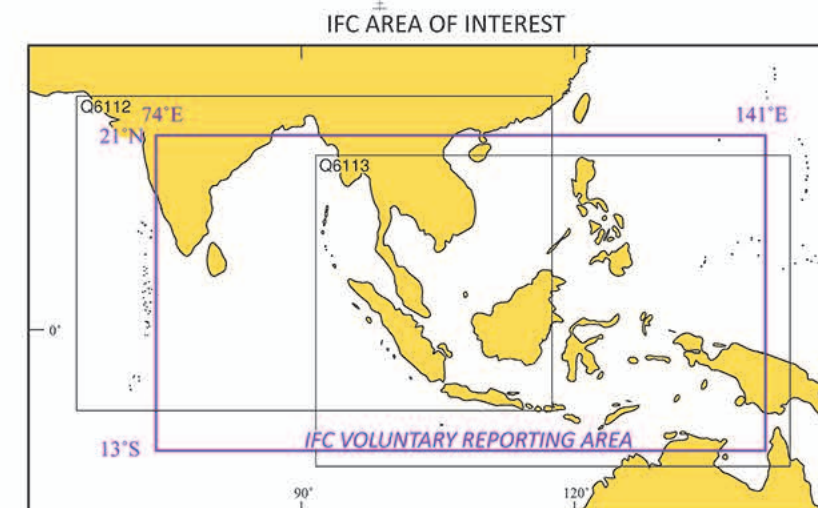 IFC AREA OF INTEREST
Q6112
74°E
141°E
21°N
Q6113
0°
IFC VOLUNTARY REPORTING AREA
13°S
90°
120°